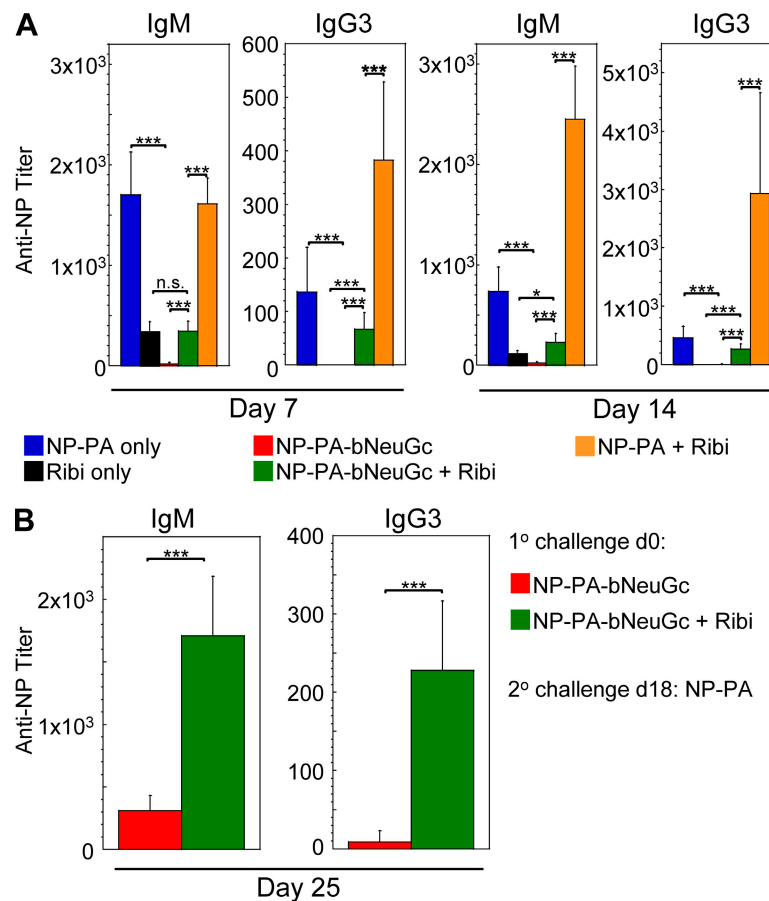 A
IgM
IgG3
IgM
IgG3
Anti-NP Titer
3x10³
2x10³
1x10³
0
600
500
400
300
200
100
0
3x10³
2x10³
1x10³
0
5x10³
4x10³
3x10³
2x10³
1x10³
0
***
***
n.s.
***
***
***
***
***
***
***
*
***
***
***
***
***
Day 7
Day 14
NP-PA only
NP-PA-bNeuGc
NP-PA + Ribi
Ribi only
NP-PA-bNeuGc + Ribi
B
IgM
IgG3
Anti-NP Titer
2x10³
1x10³
0
400
300
200
100
0
***
***
Day 25
1º challenge d0:
NP-PA-bNeuGc
NP-PA-bNeuGc + Ribi
2º challenge d18: NP-PA